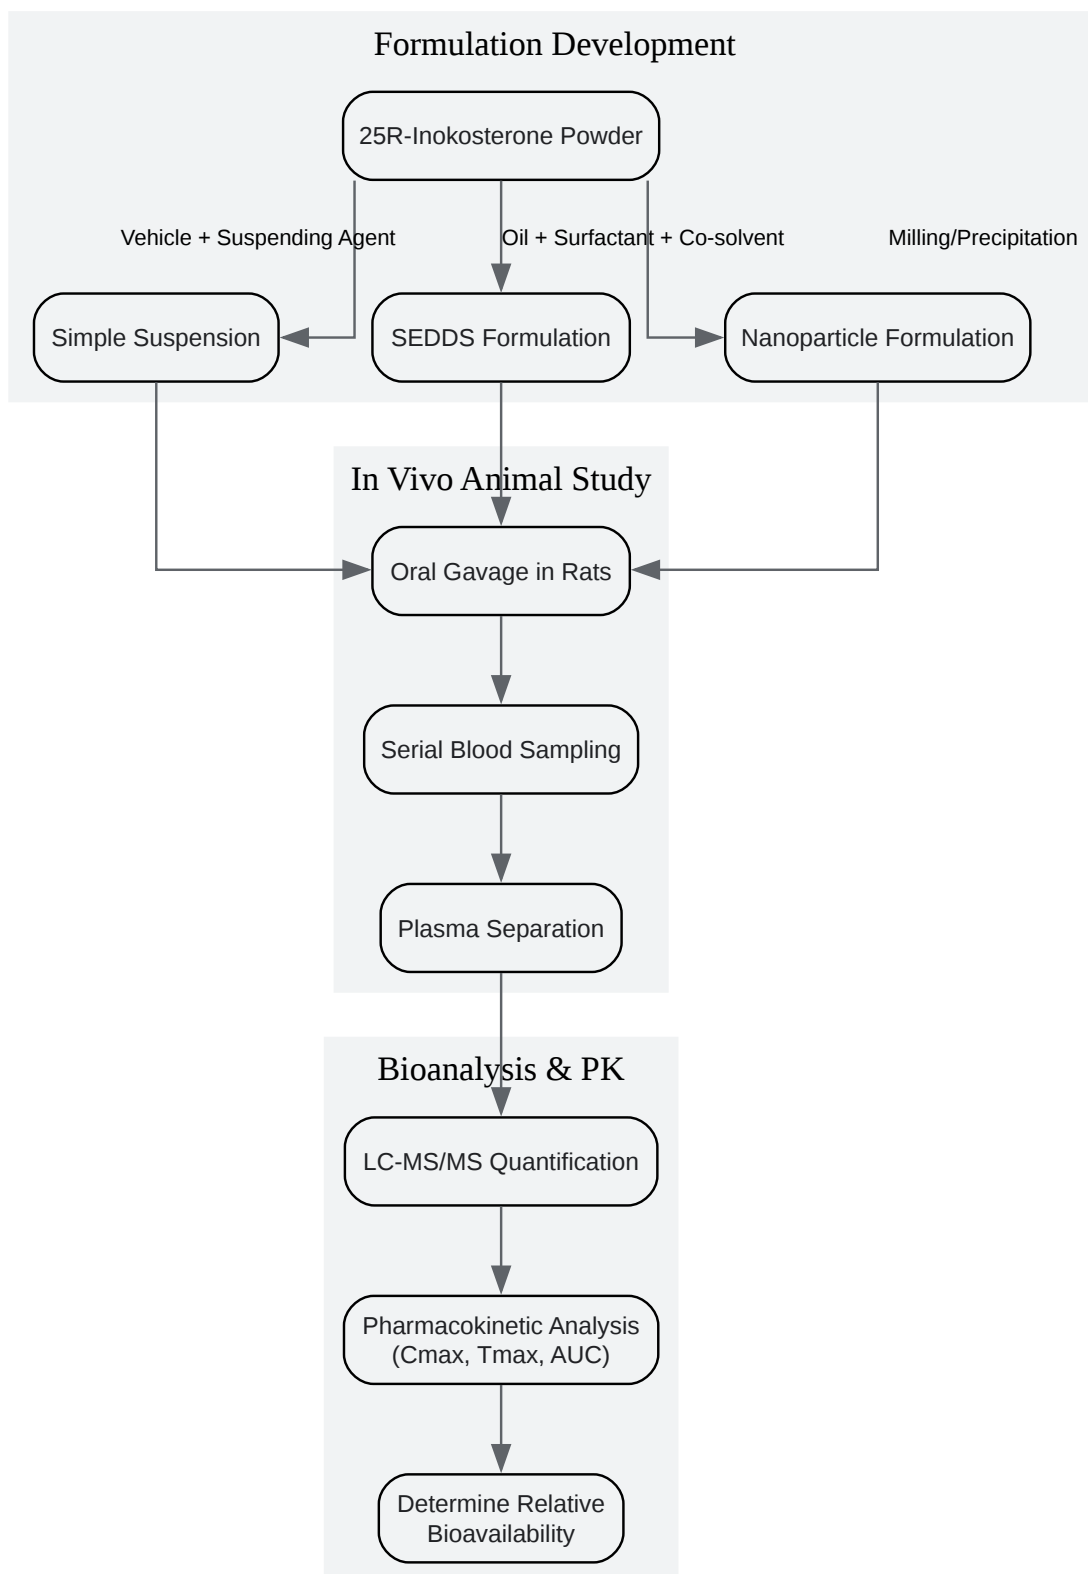 Formulation Development
25R-Inokosterone Powder
Vehicle + Suspending Agent
Oil + Surfactant + Co-solvent
Milling/Precipitation
Simple Suspension
SEDDS Formulation
Nanoparticle Formulation
In Vivo Animal Study
Oral Gavage in Rats
Serial Blood Sampling
Plasma Separation
Bioanalysis & PK
LC-MS/MS Quantification
Pharmacokinetic Analysis
(Cmax, Tmax, AUC)
Determine Relative
Bioavailability